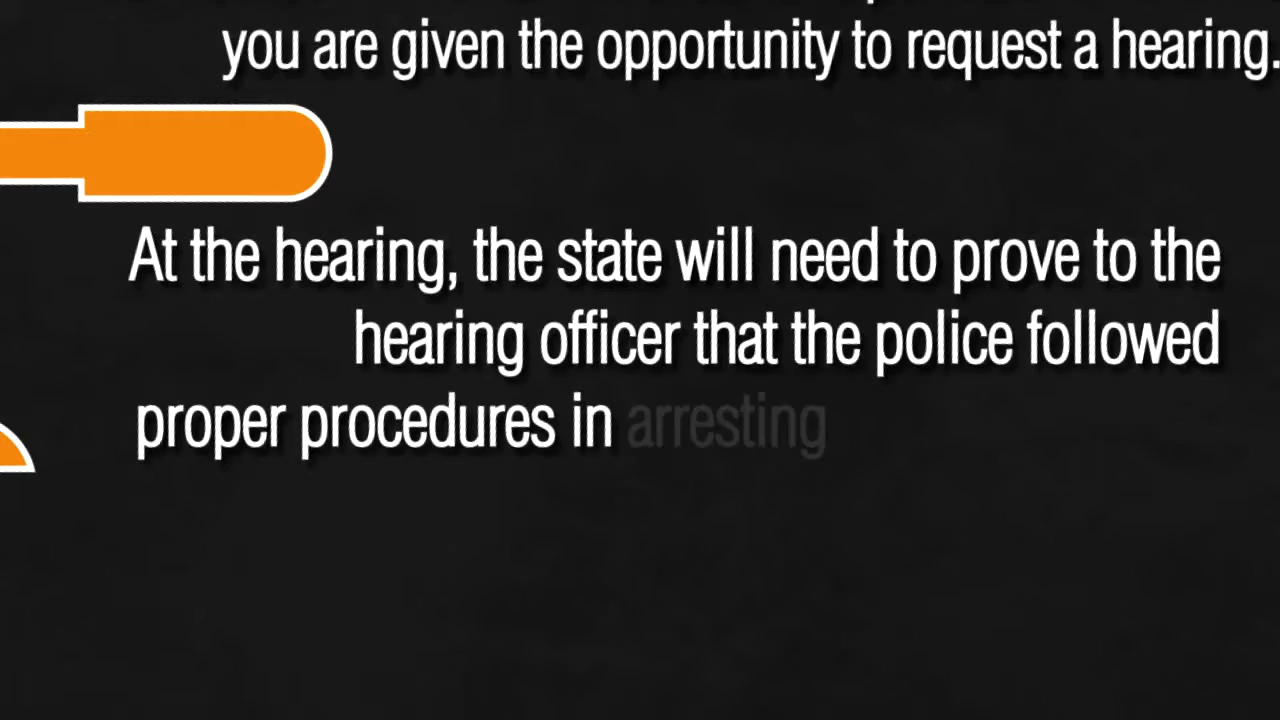 you are given the opportunity to request a hearing.
At the hearing, the state will need to prove to the
hearing officer that the police followed
proper procedures in arresting